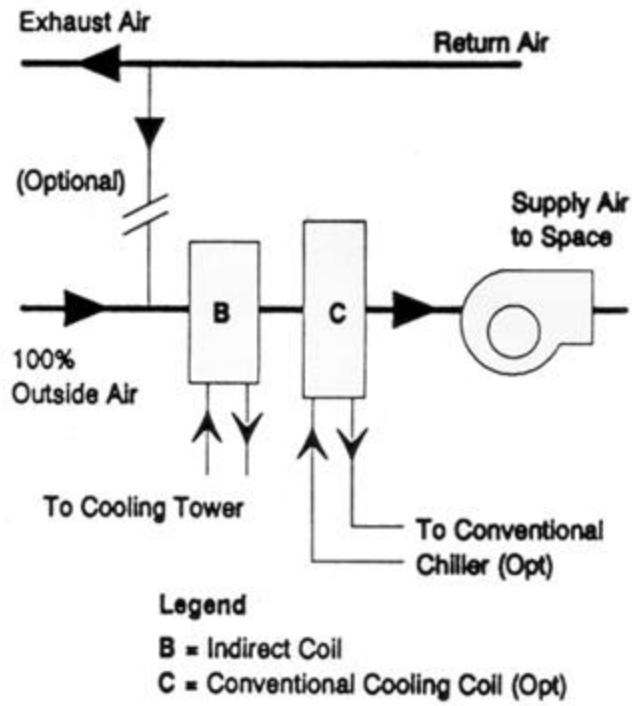 Exhaust Air
Return Air
(Optional)
Supply Air
to Space
B
C
100%
Outside Air
To Cooling Tower
To Conventional
Chiller (Opt)
Legend
B = Indirect Coil
C = Conventional Cooling Coil (Opt)